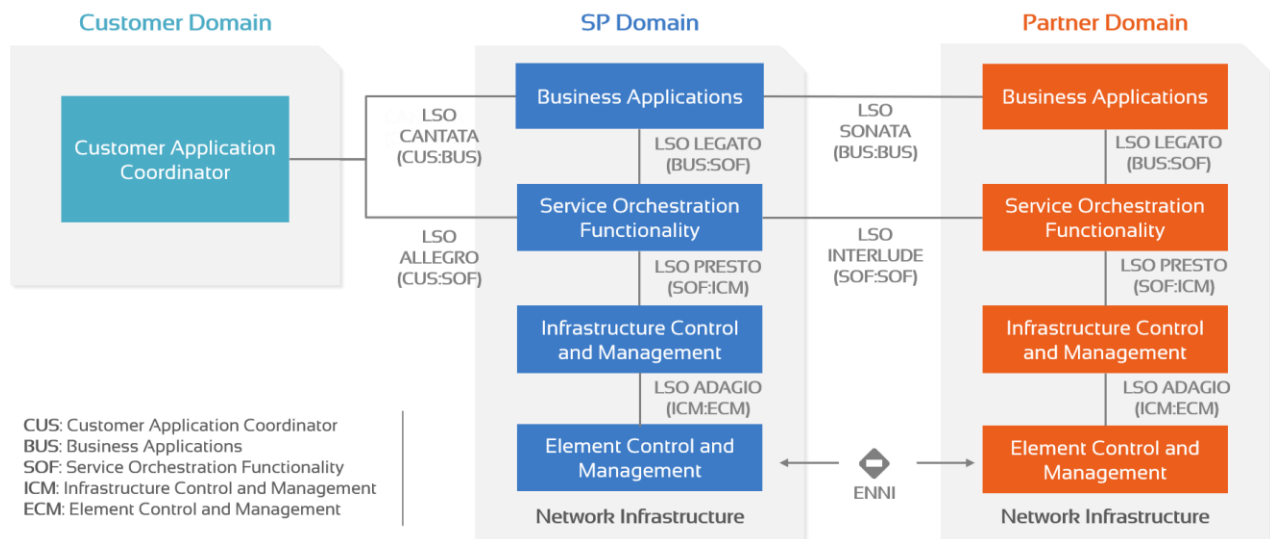 Customer Domain
SP Domain
Partner Domain
Customer Application
Coordinator
LSO
CANTATA
(CUS:BUS)
LSO
ALLEGRO
(CUS:SOF)
Business Applications
LSO LEGATO
(BUS:SOF)
Service Orchestration
Functionality
LSO PRESTO
(SOF:ICM)
Infrastructure Control
and Management
LSO ADAGIO
(ICM:ECM)
Element Control and
Management
Network Infrastructure
LSO
SONATA
(BUS:BUS)
LSO
INTERLUDE
(SOF:SOF)
ENNI
Business Applications
LSO LEGATO
(BUS:SOF)
Service Orchestration
Functionality
LSO PRESTO
(SOF:ICM)
Infrastructure Control
and Management
LSO ADAGIO
(ICM:ECM)
Element Control and
Management
Network Infrastructure
CUS: Customer Application Coordinator
BUS: Business Applications
SOF: Service Orchestration Functionality
ICM: Infrastructure Control and Management
ECM: Element Control and Management